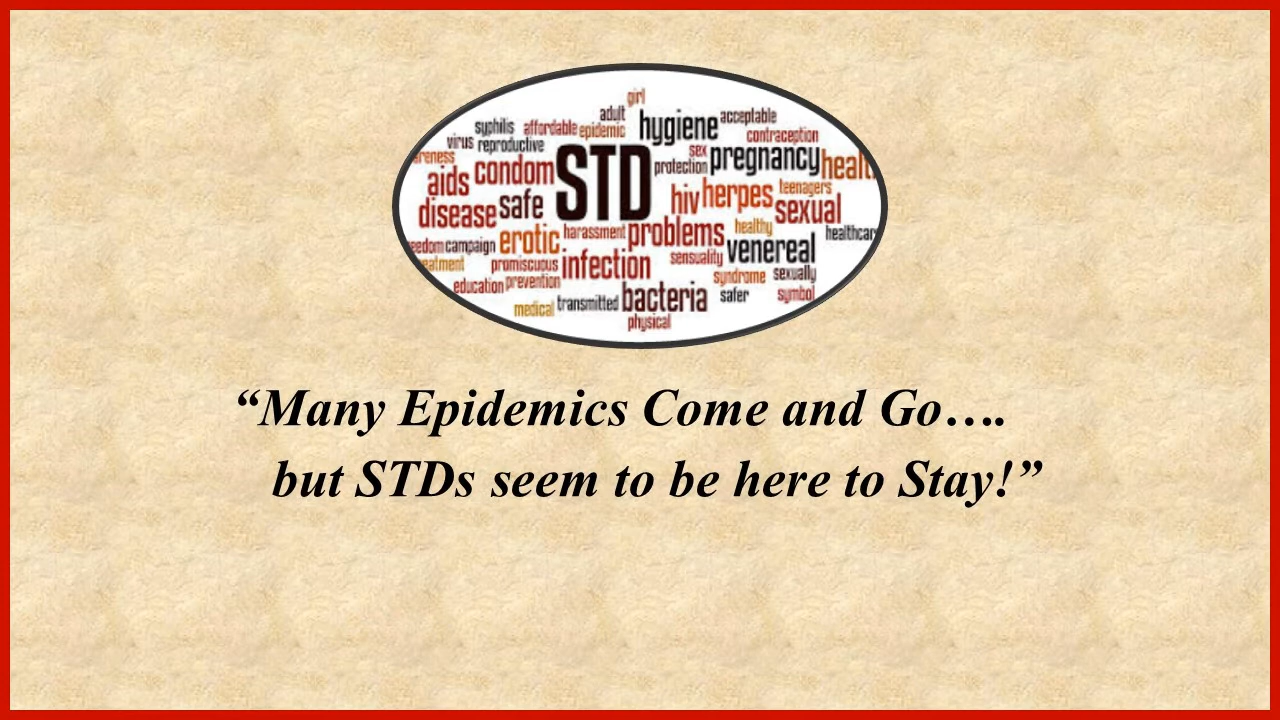 girl
adult hygiene acceptable
syphilis affordable epidemic contraception
virus reproductive sex
condom STD protection pregnancy
aids hiv herpes teenagers
disease safe sexual
harassment problems healthy
campaign erotic venereal
promiscuous infection sensuality
syndrome sexually
education prevention
medical transmitted bacteria safer symbol
physical
“Many Epidemics Come and Go….
but STDs seem to be here to Stay!”